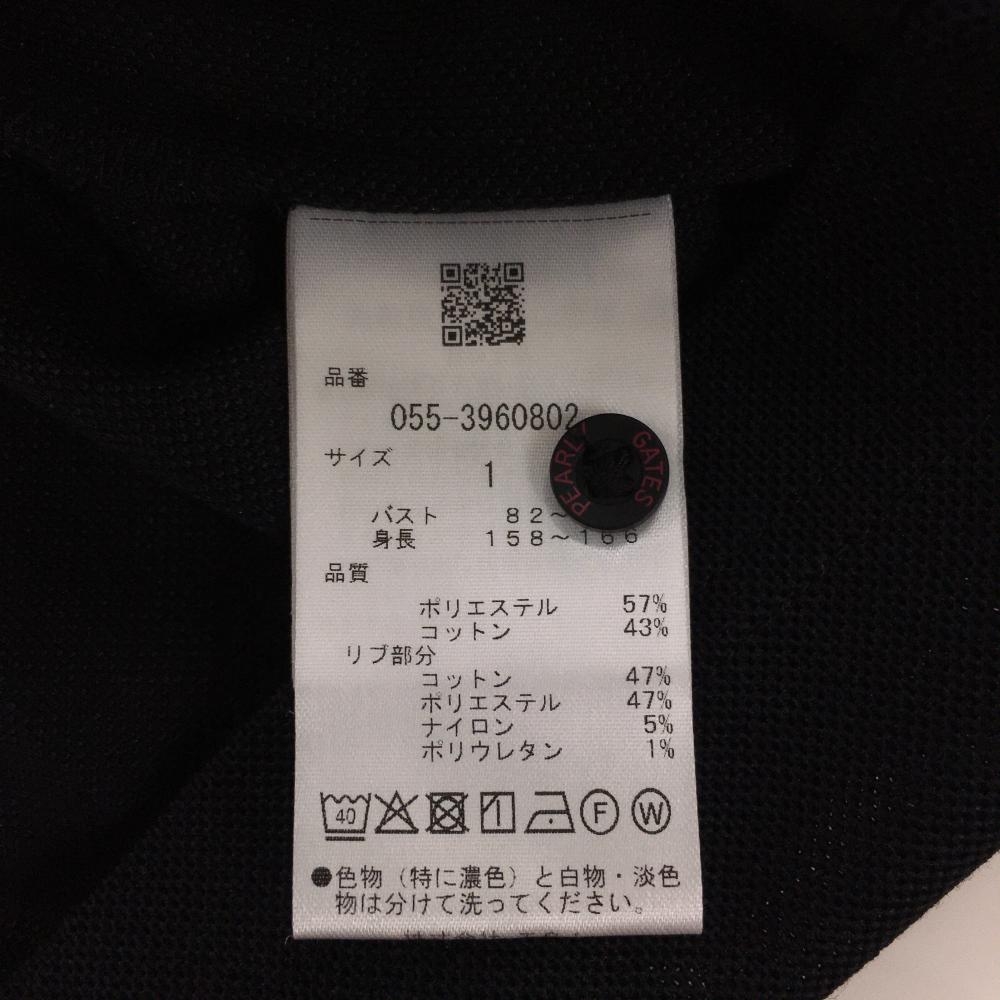 品番
055-3960802
サイズ
1
バスト 82～
身長 158～166
品質
ポリエステル 57%
コットン 43%
リブ部分
コットン 47%
ポリエステル 47%
ナイロン 5%
ポリウレタン 1%
40
F
W
●色物（特に濃色）と白物・淡色
物は分けて洗ってください。
PEARLY GATES